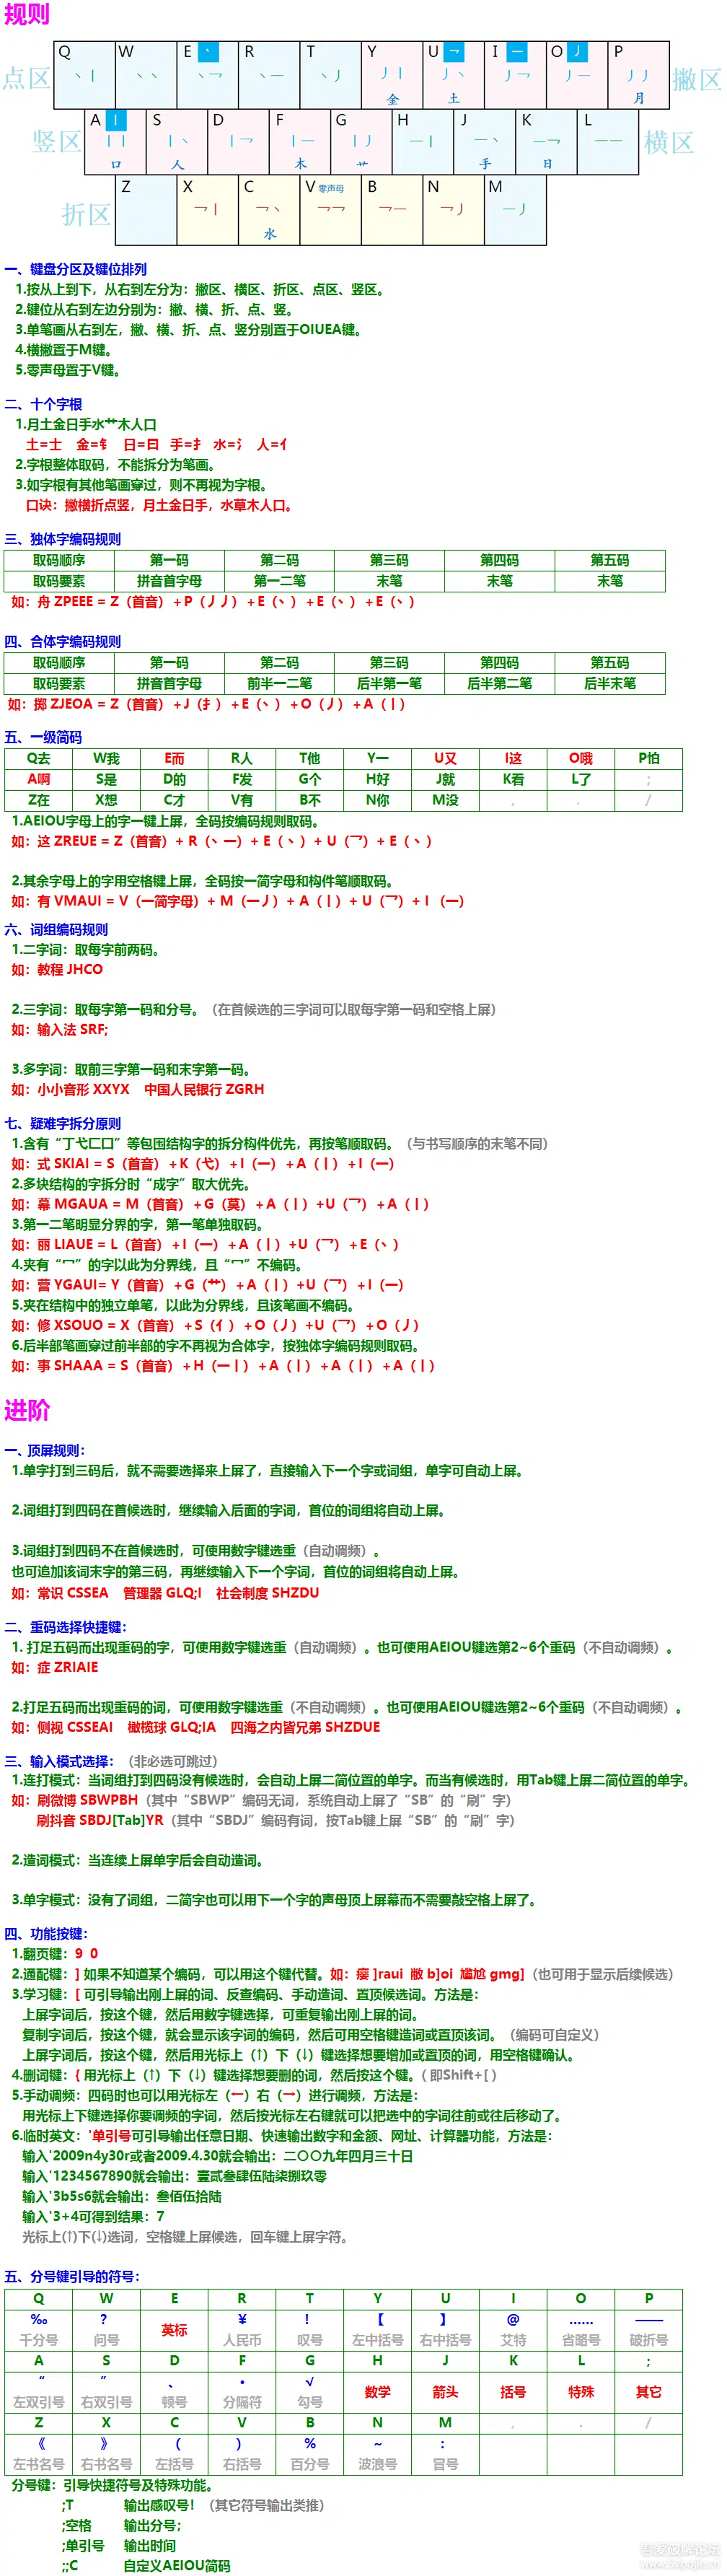 规则
点区 Q 丶丨 W 丶丶 E 丶 丶乛 R 丶一 T 丶丿 Y 丿丨 金 U 乛 丿丶 土 I 一 丿乛 O 丿 丿一 P 丿丿 月 撇区
竖区 A 丨 丨丨 口 S 丨丶 人 D 丨乛 F 丨一 木 G 丨丿 艹 H 一丨 J 一丶 手 K 一乛 日 L 一一 横区
折区 Z X 乛丨 C 乛丶 水 V 零声母 乛乛 B 乛一 N 乛丿 M 一丿
一、键盘分区及键位排列
1.按从上到下，从右到左分为：撇区、横区、折区、点区、竖区。
2.键位从右到左边分别为：撇、横、折、点、竖。
3.单笔画从右到左，撇、横、折、点、竖分别置于OIUEA键。
4.横撇置于M键。
5.零声母置于V键。
二、十个字根
1.月土金日手水艹木人口
土=士 金=钅 日=曰 手=扌 水=氵 人=亻
2.字根整体取码，不能拆分为笔画。
3.如字根有其他笔画穿过，则不再视为字根。
口诀：撇横折点竖，月土金日手，水草木人口。
三、独体字编码规则
取码顺序 第一码 第二码 第三码 第四码 第五码
取码要素 拼音首字母 第一二笔 末笔 末笔 末笔
如：舟 ZPEEE = Z（首音）+P（丿丿）+E（丶）+E（丶）+E（丶）
四、合体字编码规则
取码顺序 第一码 第二码 第三码 第四码 第五码
取码要素 拼音首字母 前半一二笔 后半第一笔 后半第二笔 后半末笔
如：掷 ZJEOA = Z（首音）+J（扌）+E（丶）+O（丿）+A（丨）
五、一级简码
Q去 W我 E而 R人 T他 Y一 U又 I这 O哦 P怕
A啊 S是 D的 F发 G个 H好 J就 K看 L了 ;
Z在 X想 C才 V有 B不 N你 M没 , . /
1.AEIOU字母上的字一键上屏，全码按编码规则取码。
如：这 ZREUE = Z（首音）+ R（丶一）+ E（丶）+ U（乛）+ E（丶）
2.其余字母上的字用空格键上屏，全码按一简字母和构件笔顺取码。
如：有 VMAUI = V（一简字母）+ M（一丿）+ A（丨）+ U（乛）+ I （一）
六、词组编码规则
1.二字词：取每字前两码。
如：教程 JHCO
2.三字词：取每字第一码和分号。（在首候选的三字词可以取每字第一码和空格上屏）
如：输入法 SRF;
3.多字词：取前三字第一码和末字第一码。
如：小小音形 XXYX 中国人民银行 ZGRH
七、疑难字拆分原则
1.含有“丁弋匚囗”等包围结构字的拆分构件优先，再按笔顺取码。（与书写顺序的末笔不同）
如：式 SKIAI = S（首音）+K（弋）+I（一）+A（丨）+I（一）
2.多块结构的字拆分时“成字”取大优先。
如：幕 MGAUA = M（首音）+G（莫）+A（丨）+U（乛）+A（丨）
3.第一二笔明显分界的字，第一笔单独取码。
如：丽 LIAUE = L（首音）+I（一）+A（丨）+U（乛）+E（丶）
4.夹有“冖”的字以此为分界线，且“冖”不编码。
如：营 YGAUI= Y（首音）+G（艹）+A（丨）+U（乛）+I（一）
5.夹在结构中的独立单笔，以此为分界线，且该笔画不编码。
如：修 XSOUO = X（首音）+S（亻）+O（丿）+U（乛）+O（丿）
6.后半部笔画穿过前半部的字不再视为合体字，按独体字编码规则取码。
如：事 SHAAA = S（首音）+H（一丨）+A（丨）+A（丨）+A（丨）
进阶
一、顶屏规则：
1.单字打到三码后，就不需要选择来上屏了，直接输入下一个字或词组，单字可自动上屏。
2.词组打到四码在首候选时，继续输入后面的字词，首位的词组将自动上屏。
3.词组打到四码不在首候选时，可使用数字键选重（自动调频）。
也可追加该词末字的第三码，再继续输入下一个字词，首位的词组将自动上屏。
如：常识 CSSEA 管理器 GLQ;I 社会制度 SHZDU
二、重码选择快捷键：
1. 打足五码而出现重码的字，可使用数字键选重（自动调频）。也可使用AEIOU键选第2~6个重码（不自动调频）。
如：症 ZRIAIE
2.打足五码而出现重码的词，可使用数字键选重（不自动调频）。也可使用AEIOU键选第2~6个重码（不自动调频）。
如：侧视 CSSEAI 橄榄球 GLQ;IA 四海之内皆兄弟 SHZDUE
三、输入模式选择：（非必选可跳过）
1.连打模式：当词组打到四码没有候选时，会自动上屏二简位置的单字。而当有候选时，用Tab键上屏二简位置的单字。
如：刷微博 SBWPBH（其中“SBWP”编码无词，系统自动上屏了“SB”的“刷”字）
刷抖音 SBDJ[Tab]YR（其中“SBDJ”编码有词，按Tab键上屏“SB”的“刷”字）
2.造词模式：当连续上屏单字后会自动造词。
3.单字模式：没有了词组，二简字也可以用下一个字的声母顶上屏幕而不需要敲空格上屏了。
四、功能按键：
1.翻页键：9 0
2.通配键：] 如果不知道某个编码，可以用这个键代替。如：瘿 ]raui 敝 b]oi 尴尬 gmg]（也可用于显示后续候选）
3.学习键：[ 可引导输出刚上屏的词、反查编码、手动造词、置顶候选词。方法是：
上屏字词后，按这个键，然后用数字键选择，可重复输出刚上屏的词。
复制字词后，按这个键，就会显示该字词的编码，然后可用空格键造词或置顶该词。（编码可自定义）
上屏字词后，按这个键，然后用光标上（↑）下（↓）键选择想要增加或置顶的词，用空格键确认。
4.删词键：{ 用光标上（↑）下（↓）键选择想要删的词，然后按这个键。（ 即Shift+[ ）
5.手动调频：四码时也可以用光标左（←）右（→）进行调频，方法是：
用光标上下键选择你要调频的字词，然后按光标左右键就可以把选中的字词往前或往后移动了。
6.临时英文：'单引号可引导输出任意日期、快速输出数字和金额、网址、计算器功能，方法是：
输入'2009n4y30r或者2009.4.30就会输出：二〇〇九年四月三十日
输入'1234567890就会输出：壹贰叁肆伍陆柒捌玖零
输入'3b5s6就会输出：叁佰伍拾陆
输入'3+4可得到结果：7
光标上(↑)下(↓)选词，空格键上屏候选，回车键上屏字符。
五、分号键引导的符号：
Q W E R T Y U I O P
‰ ? 英标 ¥ ! 【 】 @ …… ——
千分号 问号 人民币 叹号 左中括号 右中括号 艾特 省略号 破折号
A S D F G H J K L ;
“ ” 、 • √ 数学 箭头 括号 特殊 其它
左双引号 右双引号 顿号 分隔符 勾号
Z X C V B N M , . /
《 》 （ ） % ~ ：
左书名号 右书名号 左括号 右括号 百分号 波浪号 冒号
分号键：引导快捷符号及特殊功能。
;T 输出感叹号！（其它符号输出类推）
;空格 输出分号；
;单引号 输出时间
;;C 自定义AEIOU简码
吾爱破解论坛
www.52pojie.cn